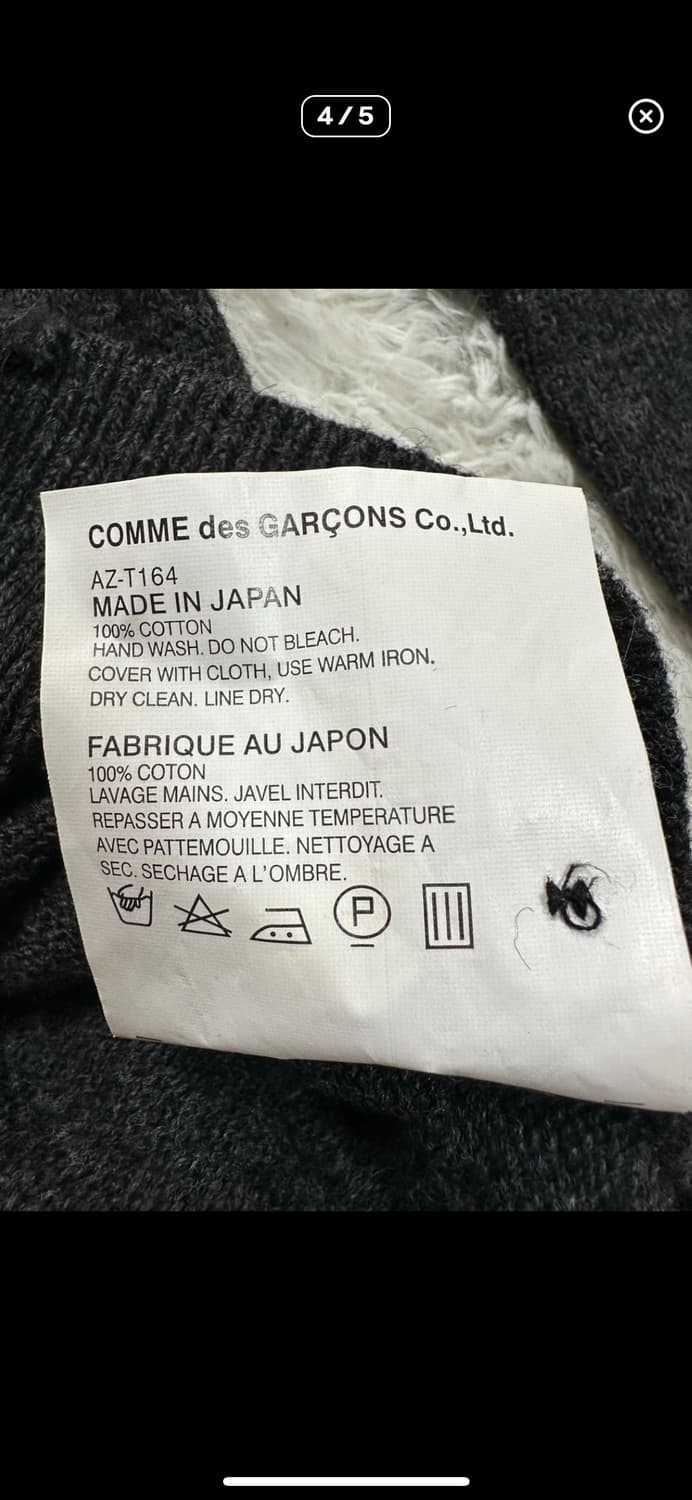 4/5
COMME des GARÇONS Co.,Ltd.
AZ-T164
MADE IN JAPAN
100% COTTON
HAND WASH. DO NOT BLEACH.
COVER WITH CLOTH, USE WARM IRON.
DRY CLEAN. LINE DRY.
FABRIQUE AU JAPON
100% COTON
LAVAGE MAINS. JAVEL INTERDIT.
REPASSER A MOYENNE TEMPERATURE
AVEC PATTEMOUILLE. NETTOYAGE A
SEC. SECHAGE A L'OMBRE.
P